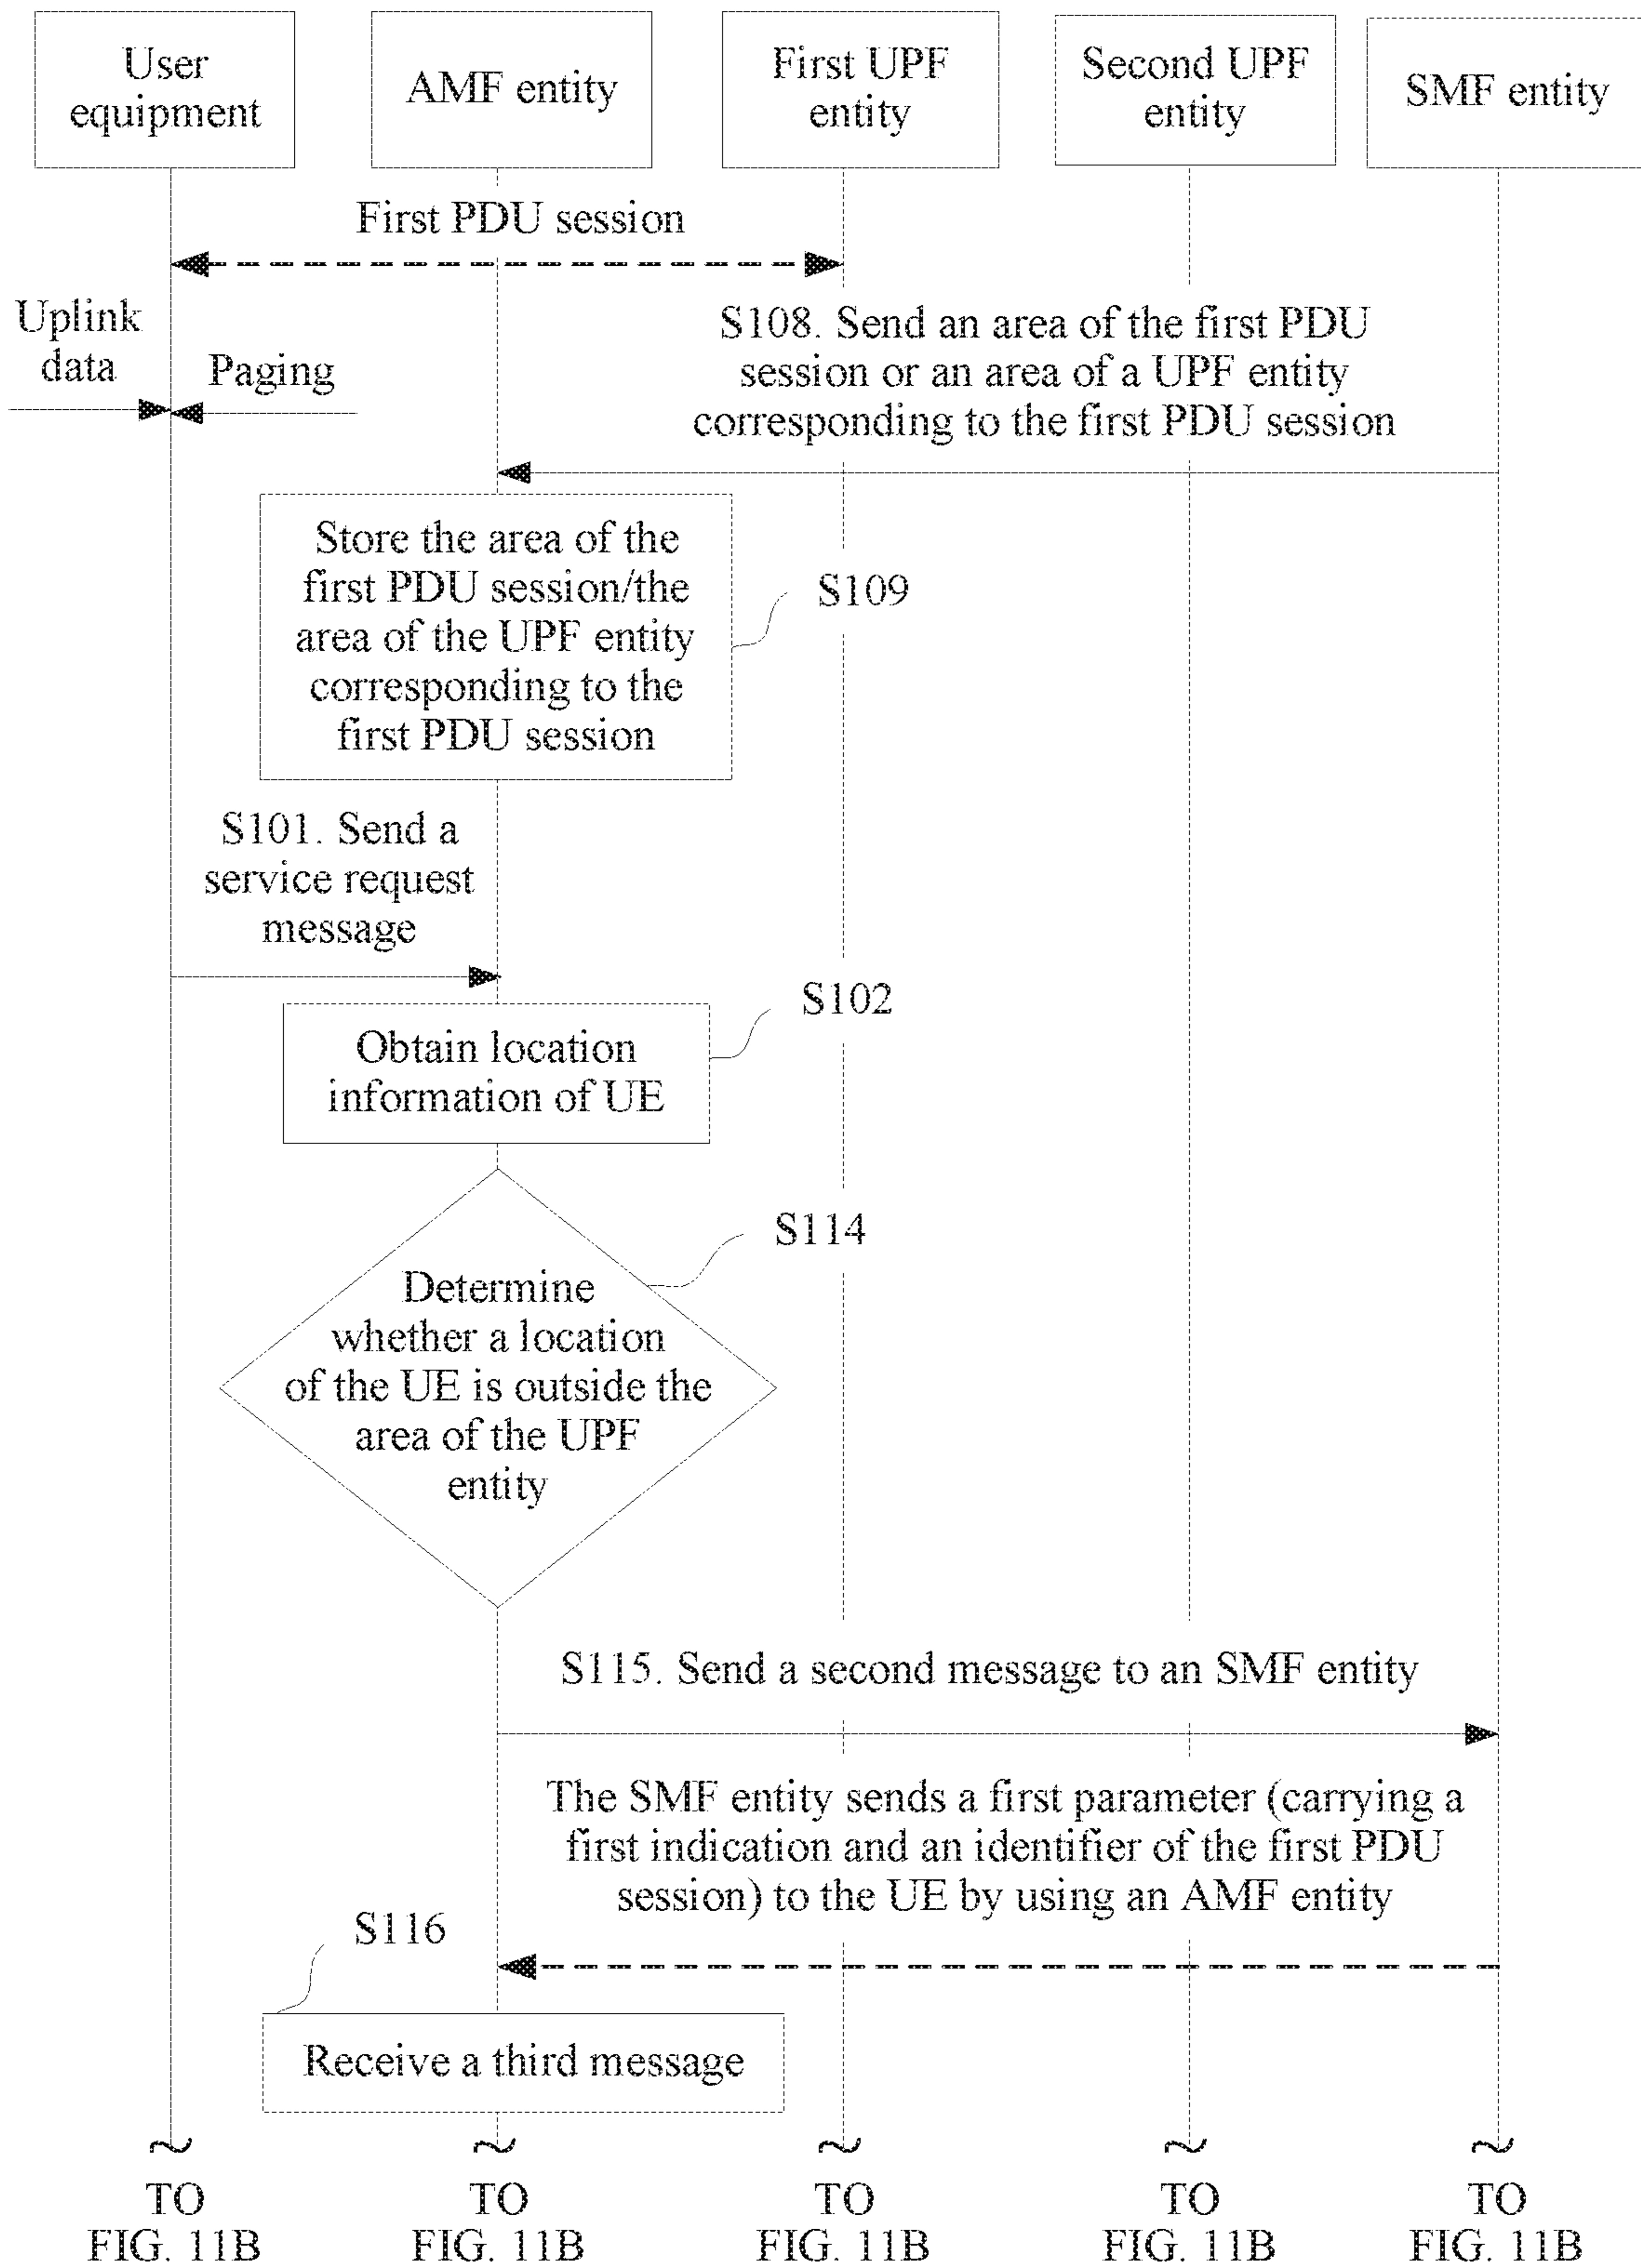 User
equipment
AMF entity
First UPF
entity
Second UPF
entity
SMF entity
First PDU session
Uplink
data
Paging
S108. Send an area of the first PDU
session or an area of a UPF entity
corresponding to the first PDU session
Store the area of the
first PDU session/the
area of the UPF entity
corresponding to the
first PDU session
S109
S101. Send a
service request
message
S102
Obtain location
information of UE
S114
Determine
whether a location
of the UE is outside the
area of the UPF
entity
S115. Send a second message to an SMF entity
The SMF entity sends a first parameter (carrying a
first indication and an identifier of the first PDU
session) to the UE by using an AMF entity
S116
Receive a third message
TO
FIG. 11B
TO
FIG. 11B
TO
FIG. 11B
TO
FIG. 11B
TO
FIG. 11B